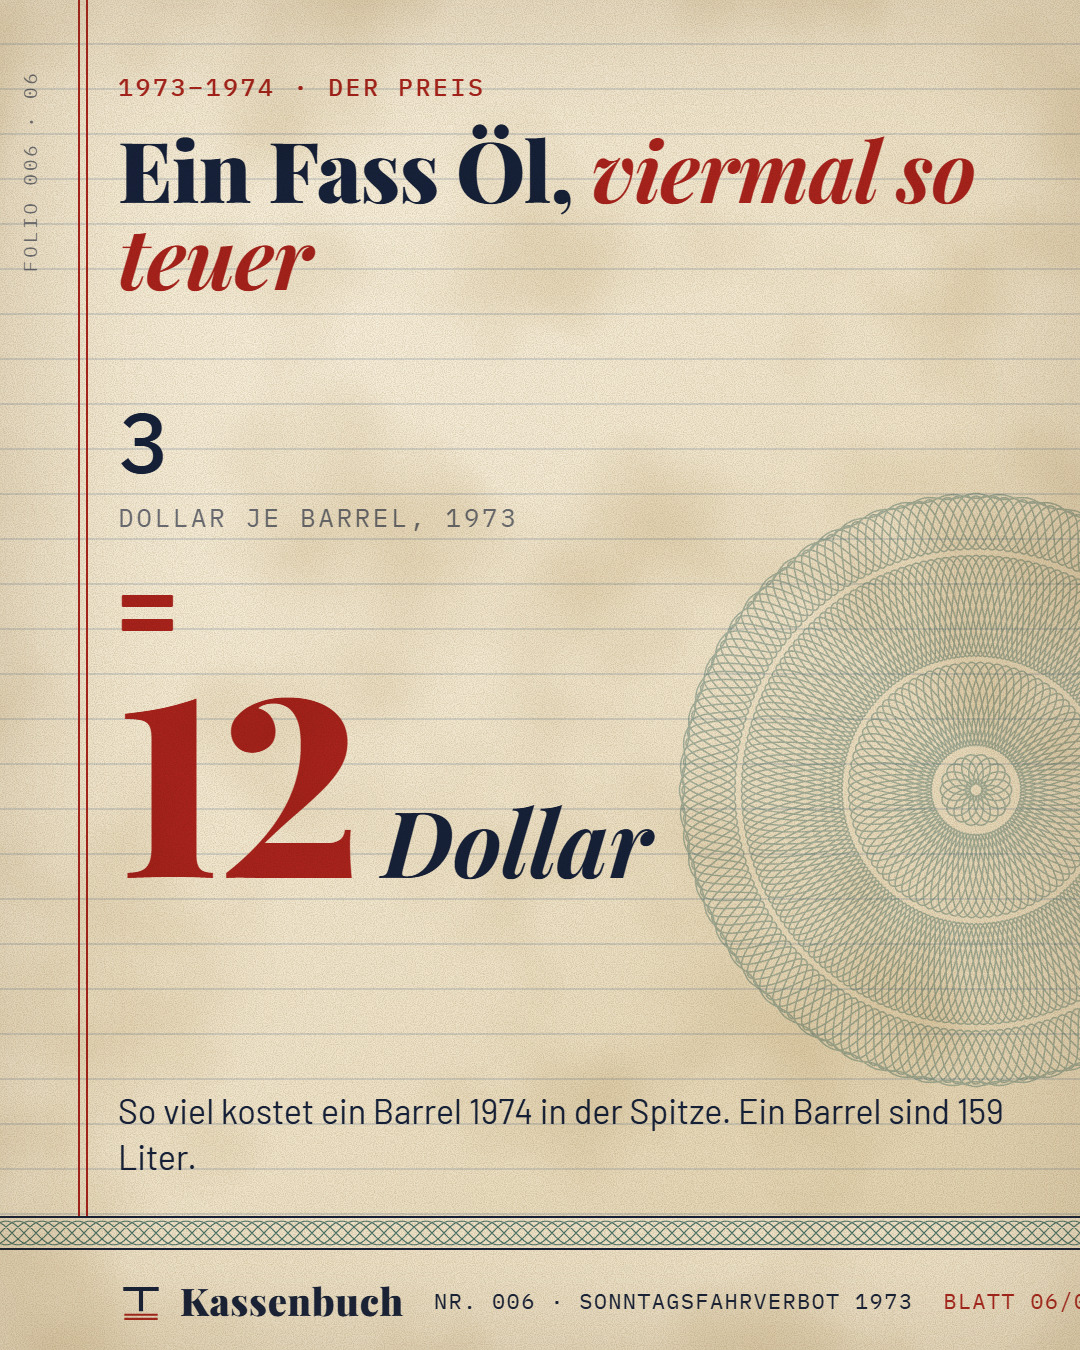 FOLIO 006 · 06
1973–1974 · DER PREIS
Ein Fass Öl, viermal so
teuer
3
DOLLAR JE BARREL, 1973
=
12 Dollar
So viel kostet ein Barrel 1974 in der Spitze. Ein Barrel sind 159
Liter.
Kassenbuch NR. 006 · SONNTAGSFAHRVERBOT 1973 BLATT